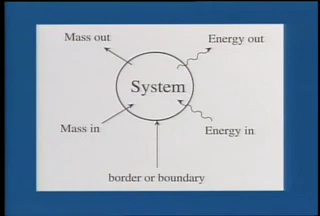 Mass out
Energy out
System
Mass in
Energy in
border or boundary